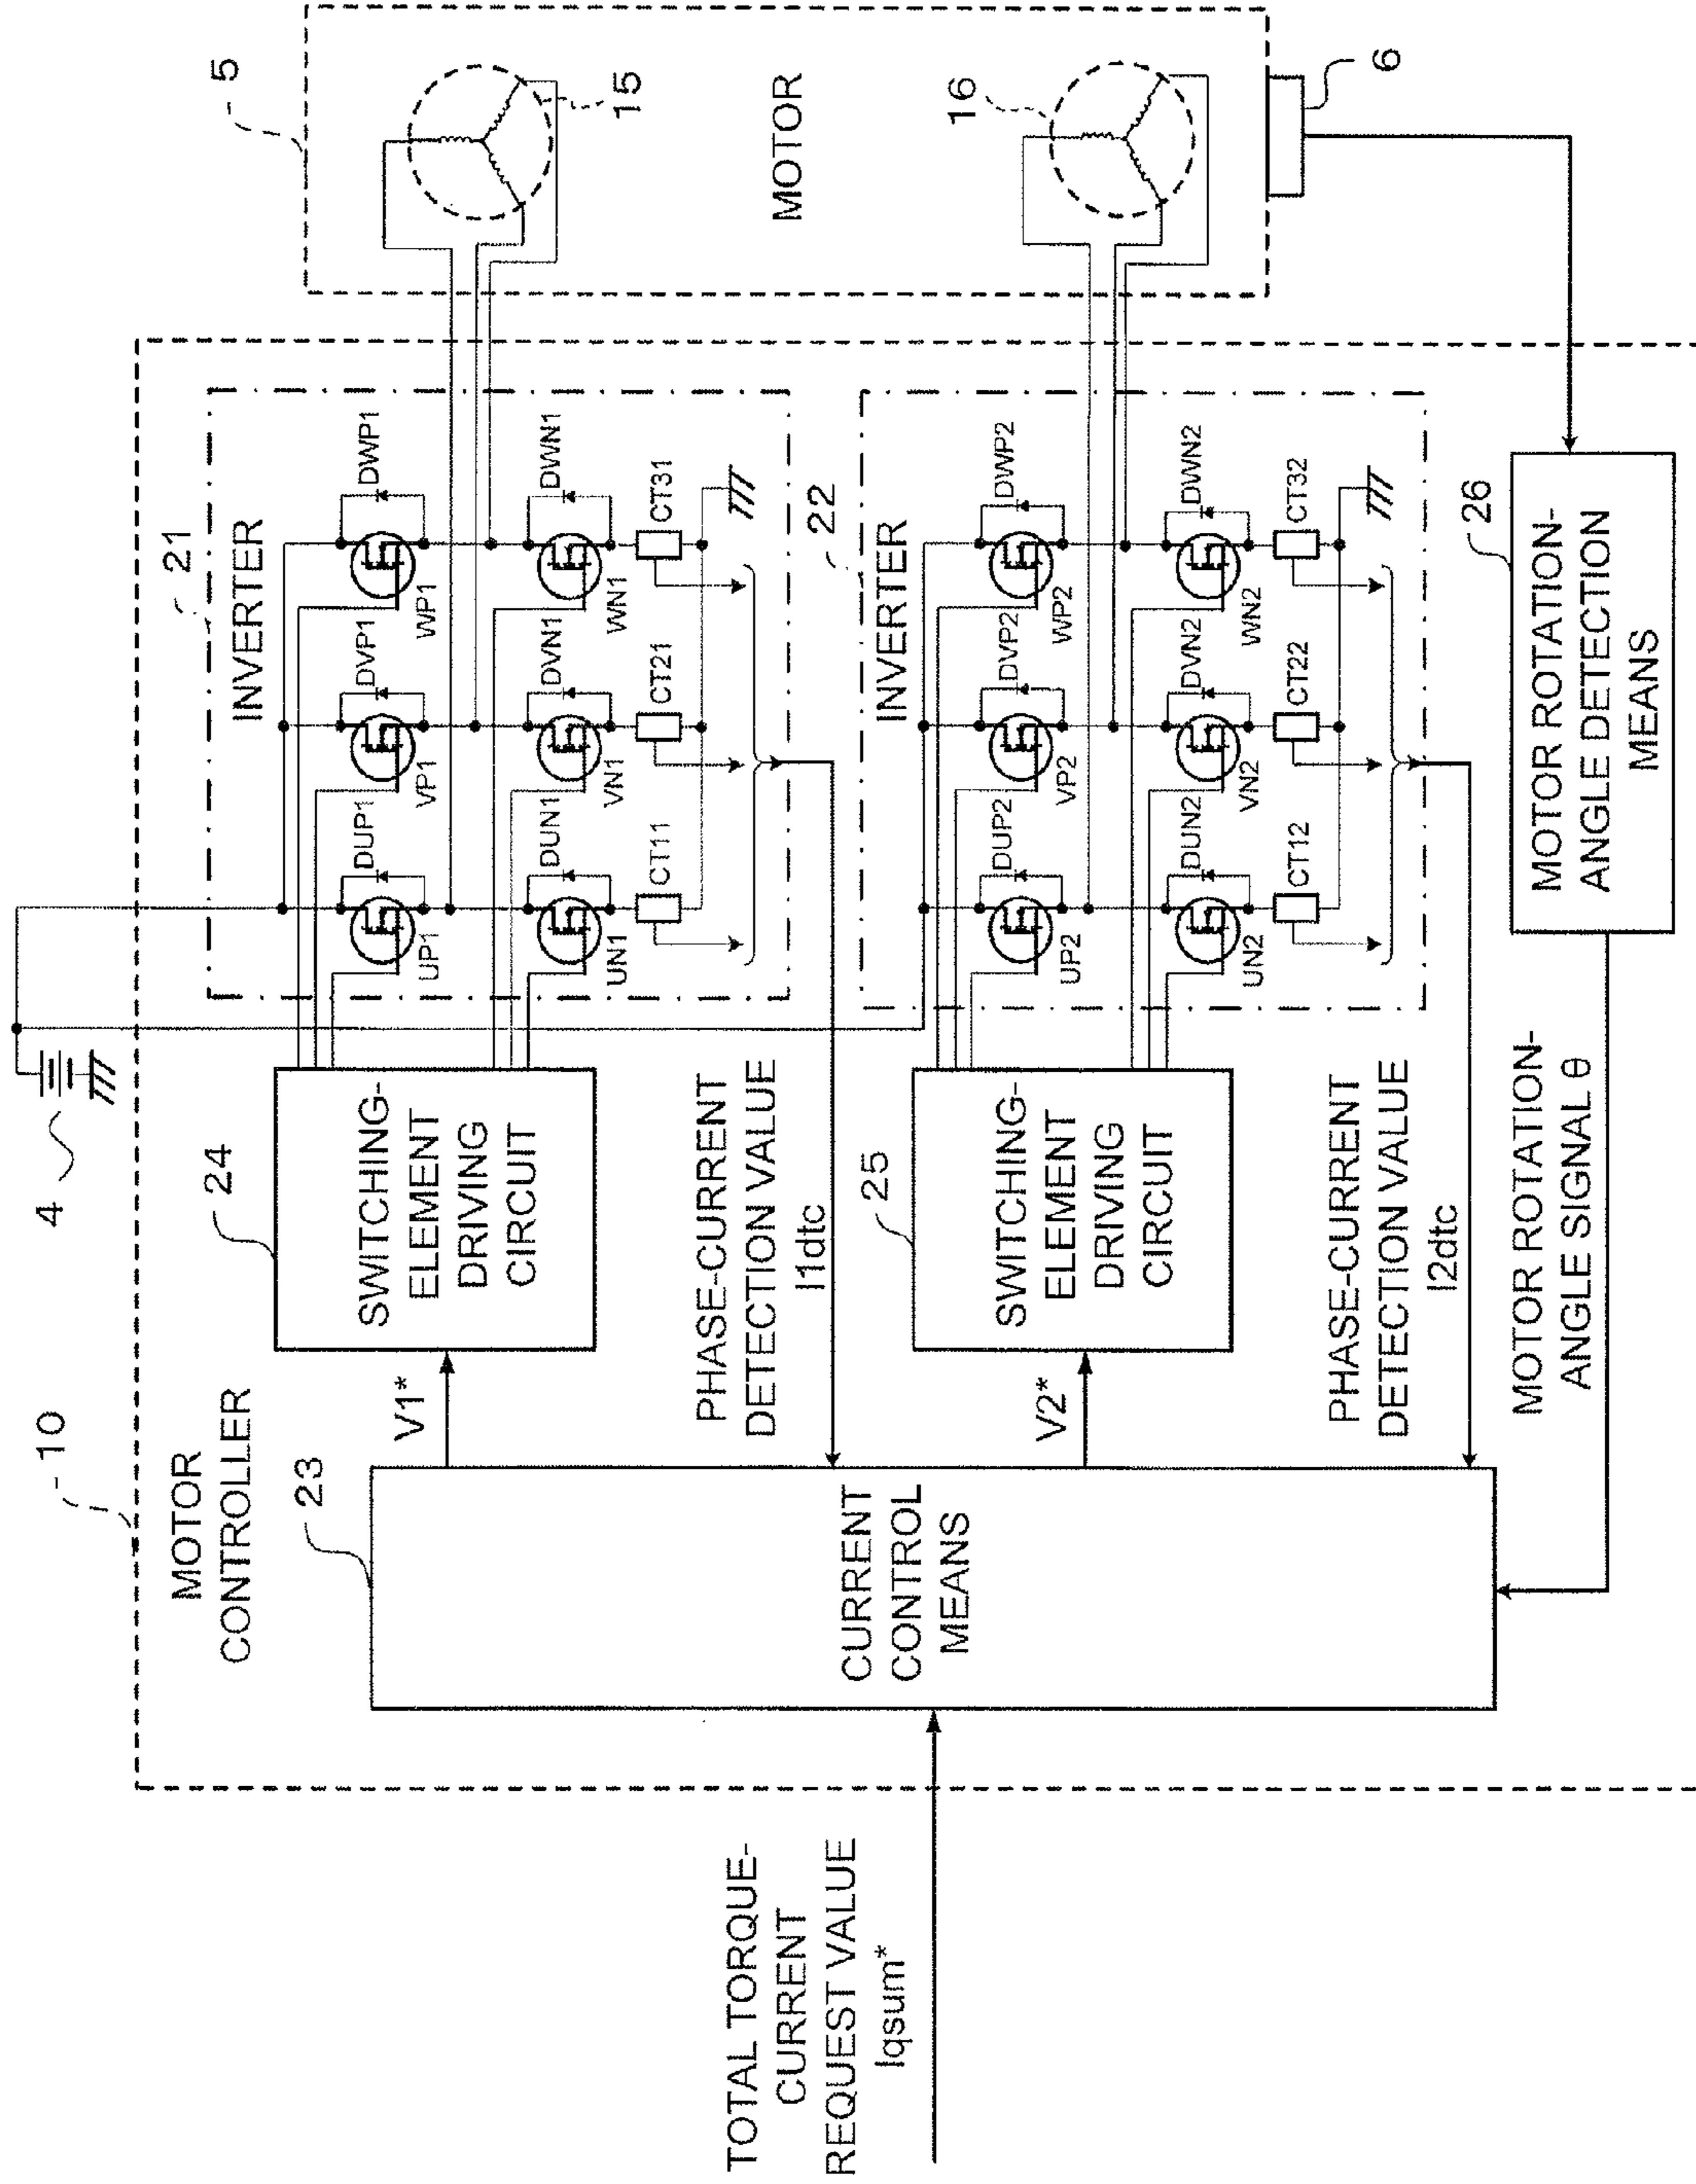 4
10
MOTOR
CONTROLLER
TOTAL TORQUE-
CURRENT
REQUEST VALUE
Iqsum*
23
CURRENT
CONTROL
MEANS
V1*
V2*
24
SWITCHING-
ELEMENT
DRIVING
CIRCUIT
PHASE-CURRENT
DETECTION VALUE
I1dtc
25
SWITCHING-
ELEMENT
DRIVING
CIRCUIT
PHASE-CURRENT
DETECTION VALUE
I2dtc
MOTOR ROTATION-
ANGLE SIGNAL θ
21
INVERTER
DUP1
DVP1
DWP1
UP1
VP1
WP1
DUN1
DVN1
DWN1
UN1
VN1
WN1
CT11
CT21
CT31
22
INVERTER
DUP2
DVP2
DWP2
UP2
VP2
WP2
DUN2
DVN2
DWN2
UN2
VN2
WN2
CT12
CT22
CT32
26
MOTOR ROTATION-
ANGLE DETECTION
MEANS
5
15
MOTOR
16
6